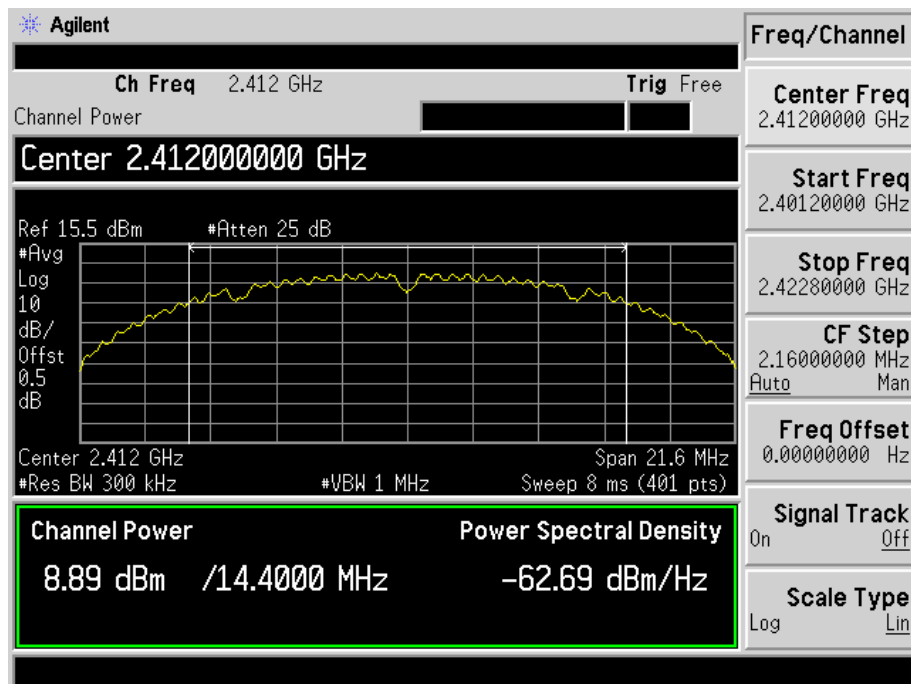 Agilent
Freq/Channel
Ch Freq 2.412 GHz Trig Free
Channel Power
Center 2.412000000 GHz
Ref 15.5 dBm #Atten 25 dB
#Avg
Log
10
dB/
Offst
0.5
dB
Center 2.412 GHz Span 21.6 MHz
#Res BW 300 kHz #VBW 1 MHz Sweep 8 ms (401 pts)
Channel Power Power Spectral Density
8.89 dBm /14.4000 MHz -62.69 dBm/Hz
Center Freq
2.41200000 GHz
Start Freq
2.40120000 GHz
Stop Freq
2.42280000 GHz
CF Step
2.16000000 MHz
Auto Man
Freq Offset
0.00000000 Hz
Signal Track
On Off
Scale Type
Log Lin